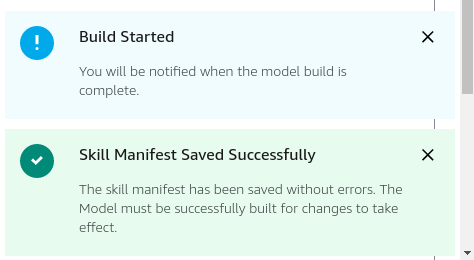 Build Started
You will be notified when the model build is
complete.
Skill Manifest Saved Successfully
The skill manifest has been saved without errors. The
Model must be successfully built for changes to take
effect.